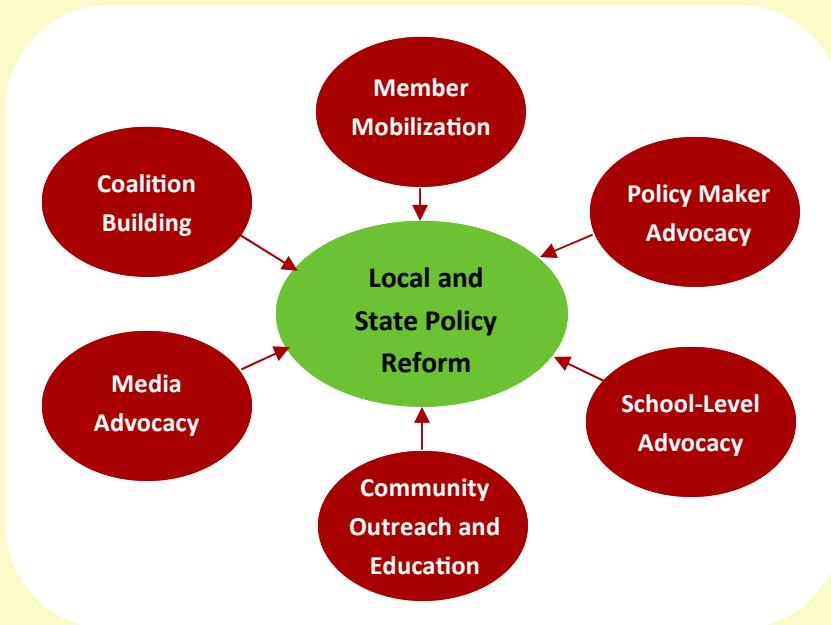 Member
Mobilization
Coalition
Building
Policy Maker
Advocacy
Local and
State Policy
Reform
Media
Advocacy
School-Level
Advocacy
Community
Outreach and
Education